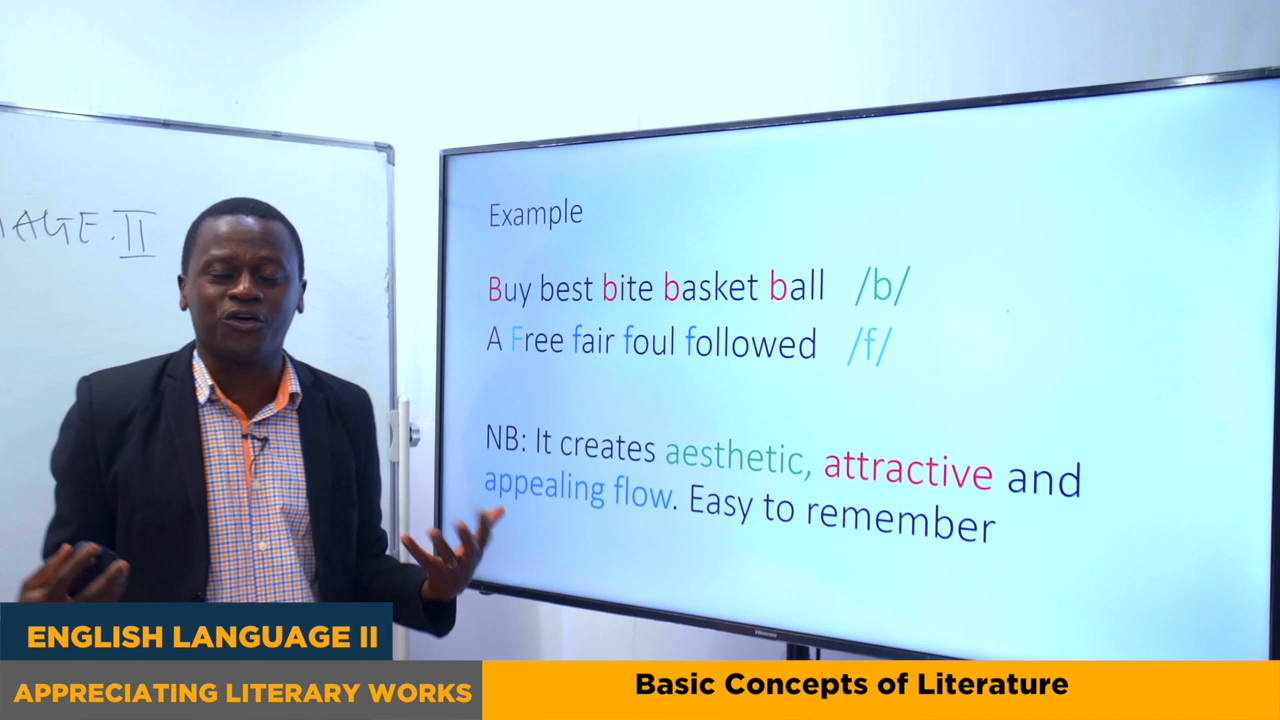 AGE. II
Example
Buy best bite basket ball /b/
A Free fair foul followed /f/
NB: It creates aesthetic, attractive and
appealing flow. Easy to remember
Hisense
ENGLISH LANGUAGE II
APPRECIATING LITERARY WORKS
Basic Concepts of Literature